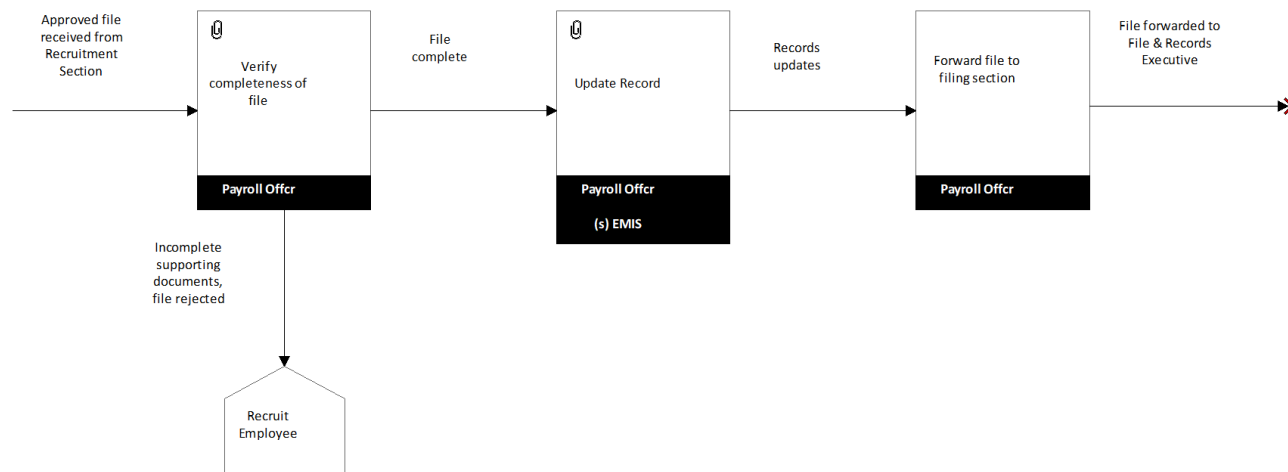 Approved file
received from
Recruitment
Section
Verify
completeness of
file
Payroll Offcr
File
complete
Update Record
Payroll Offcr
(s) EMIS
Records
updates
Forward file to
filing section
Payroll Offcr
File forwarded to
File & Records
Executive
Incomplete
supporting
documents,
file rejected
Recruit
Employee